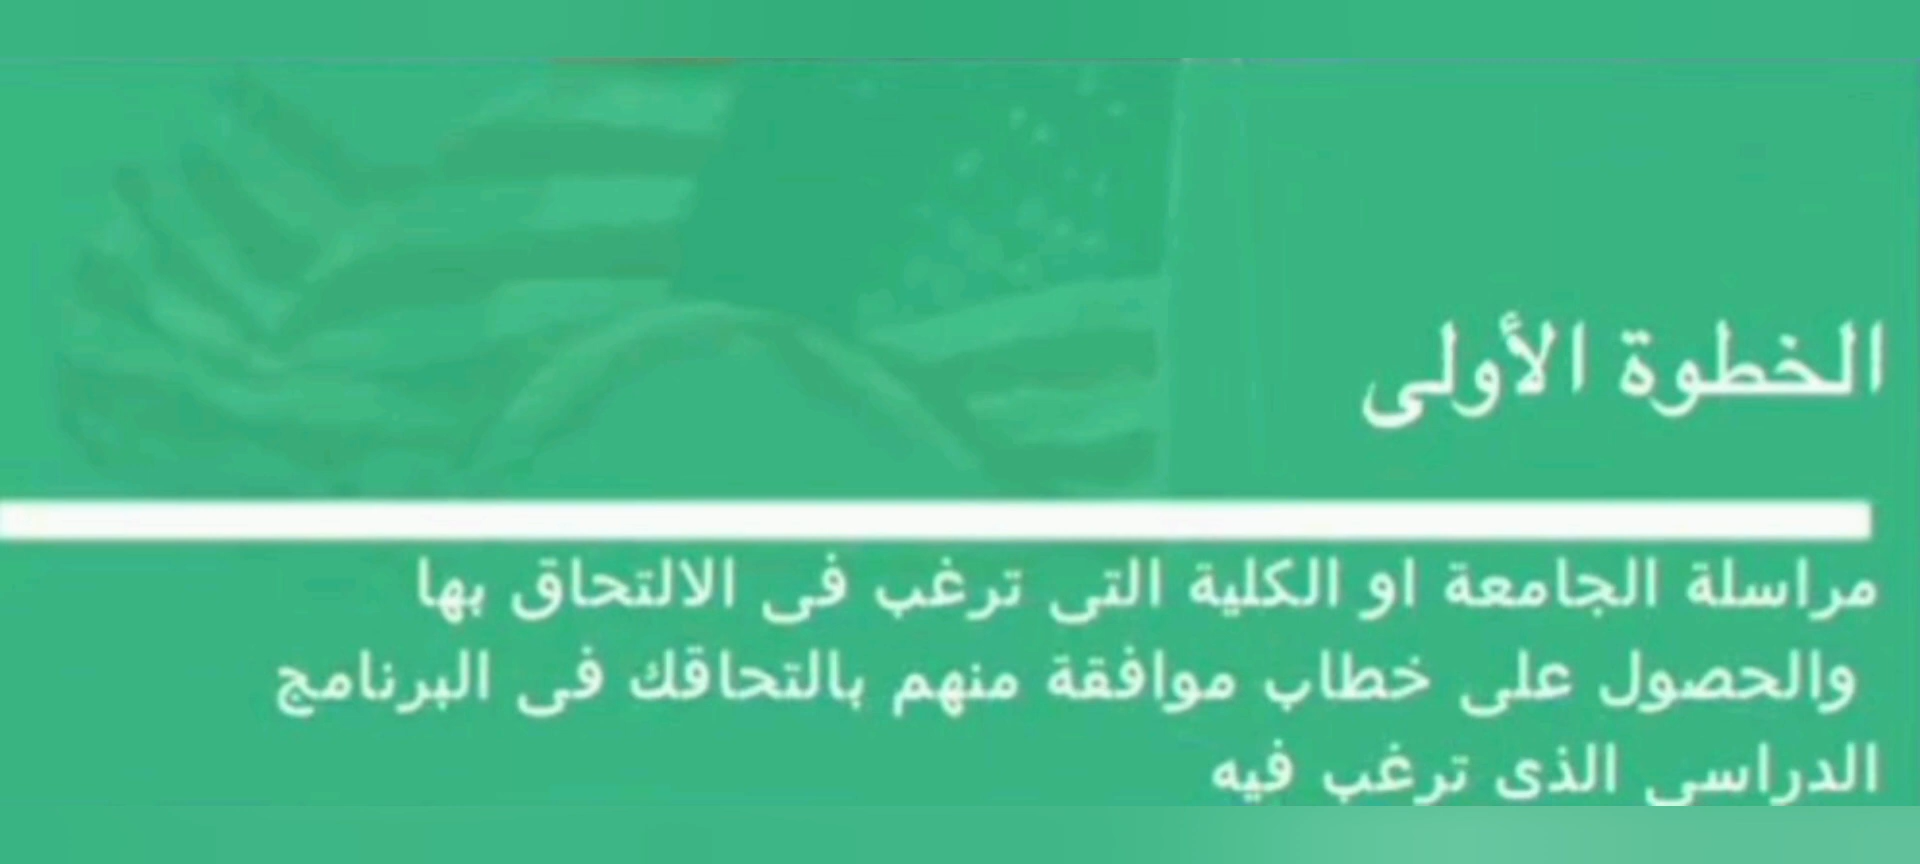 الخطوة الأولى
مراسلة الجامعة او الكلية التى ترغب فى الالتحاق بها
والحصول على خطاب موافقة منهم بالتحاقك فى البرنامج
الدراسى الذى ترغب فيه